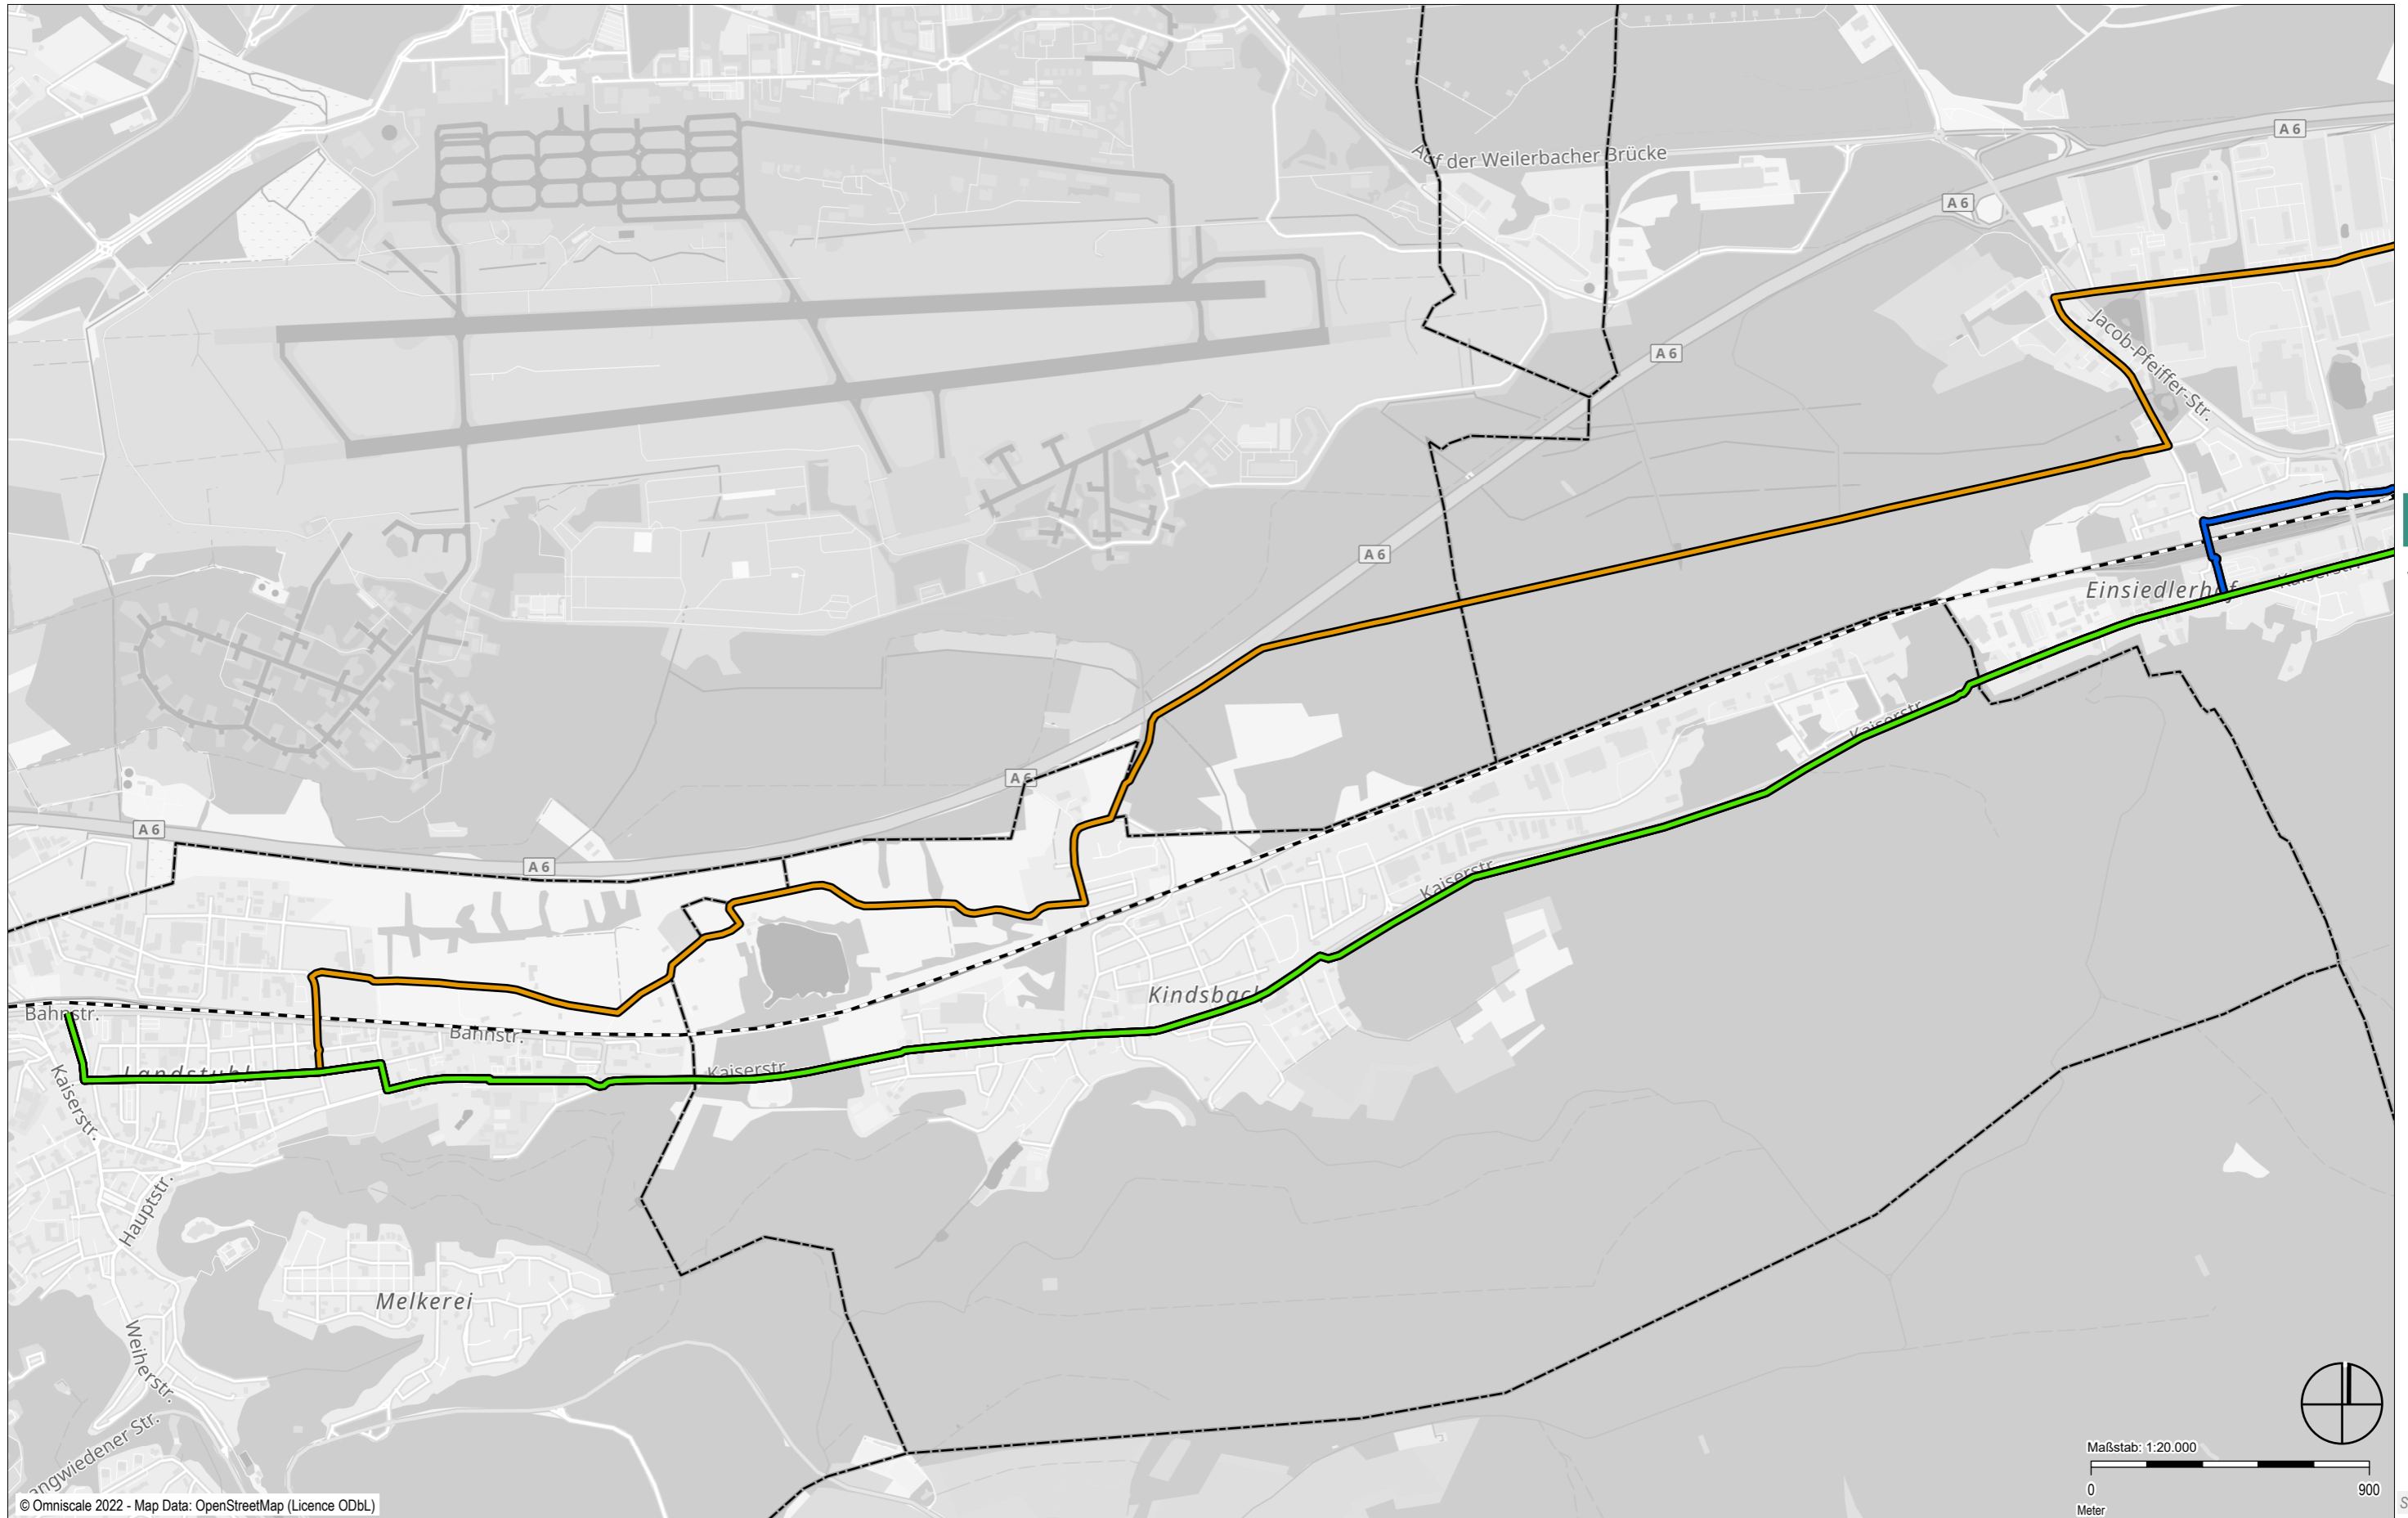 Auf der Weilerbacher Brücke
A 6
A 6
Jacob-Pfeiffer-Str.
A 6
A 6
Einsiedlerhof
Kaiserstr.
Kaiserstr.
A 6
A 6
A 6
Kaiserstr.
Kindsbach
Bahnstr.
Bahnstr.
Landstuhl
Kaiserstr.
Kaiserstr.
Hauptstr.
Melkerei
Weiherstr.
angwiedener Str.
Maßstab: 1:20.000
0
900
Meter
© Omniscale 2022 - Map Data: OpenStreetMap (Licence ODbL)